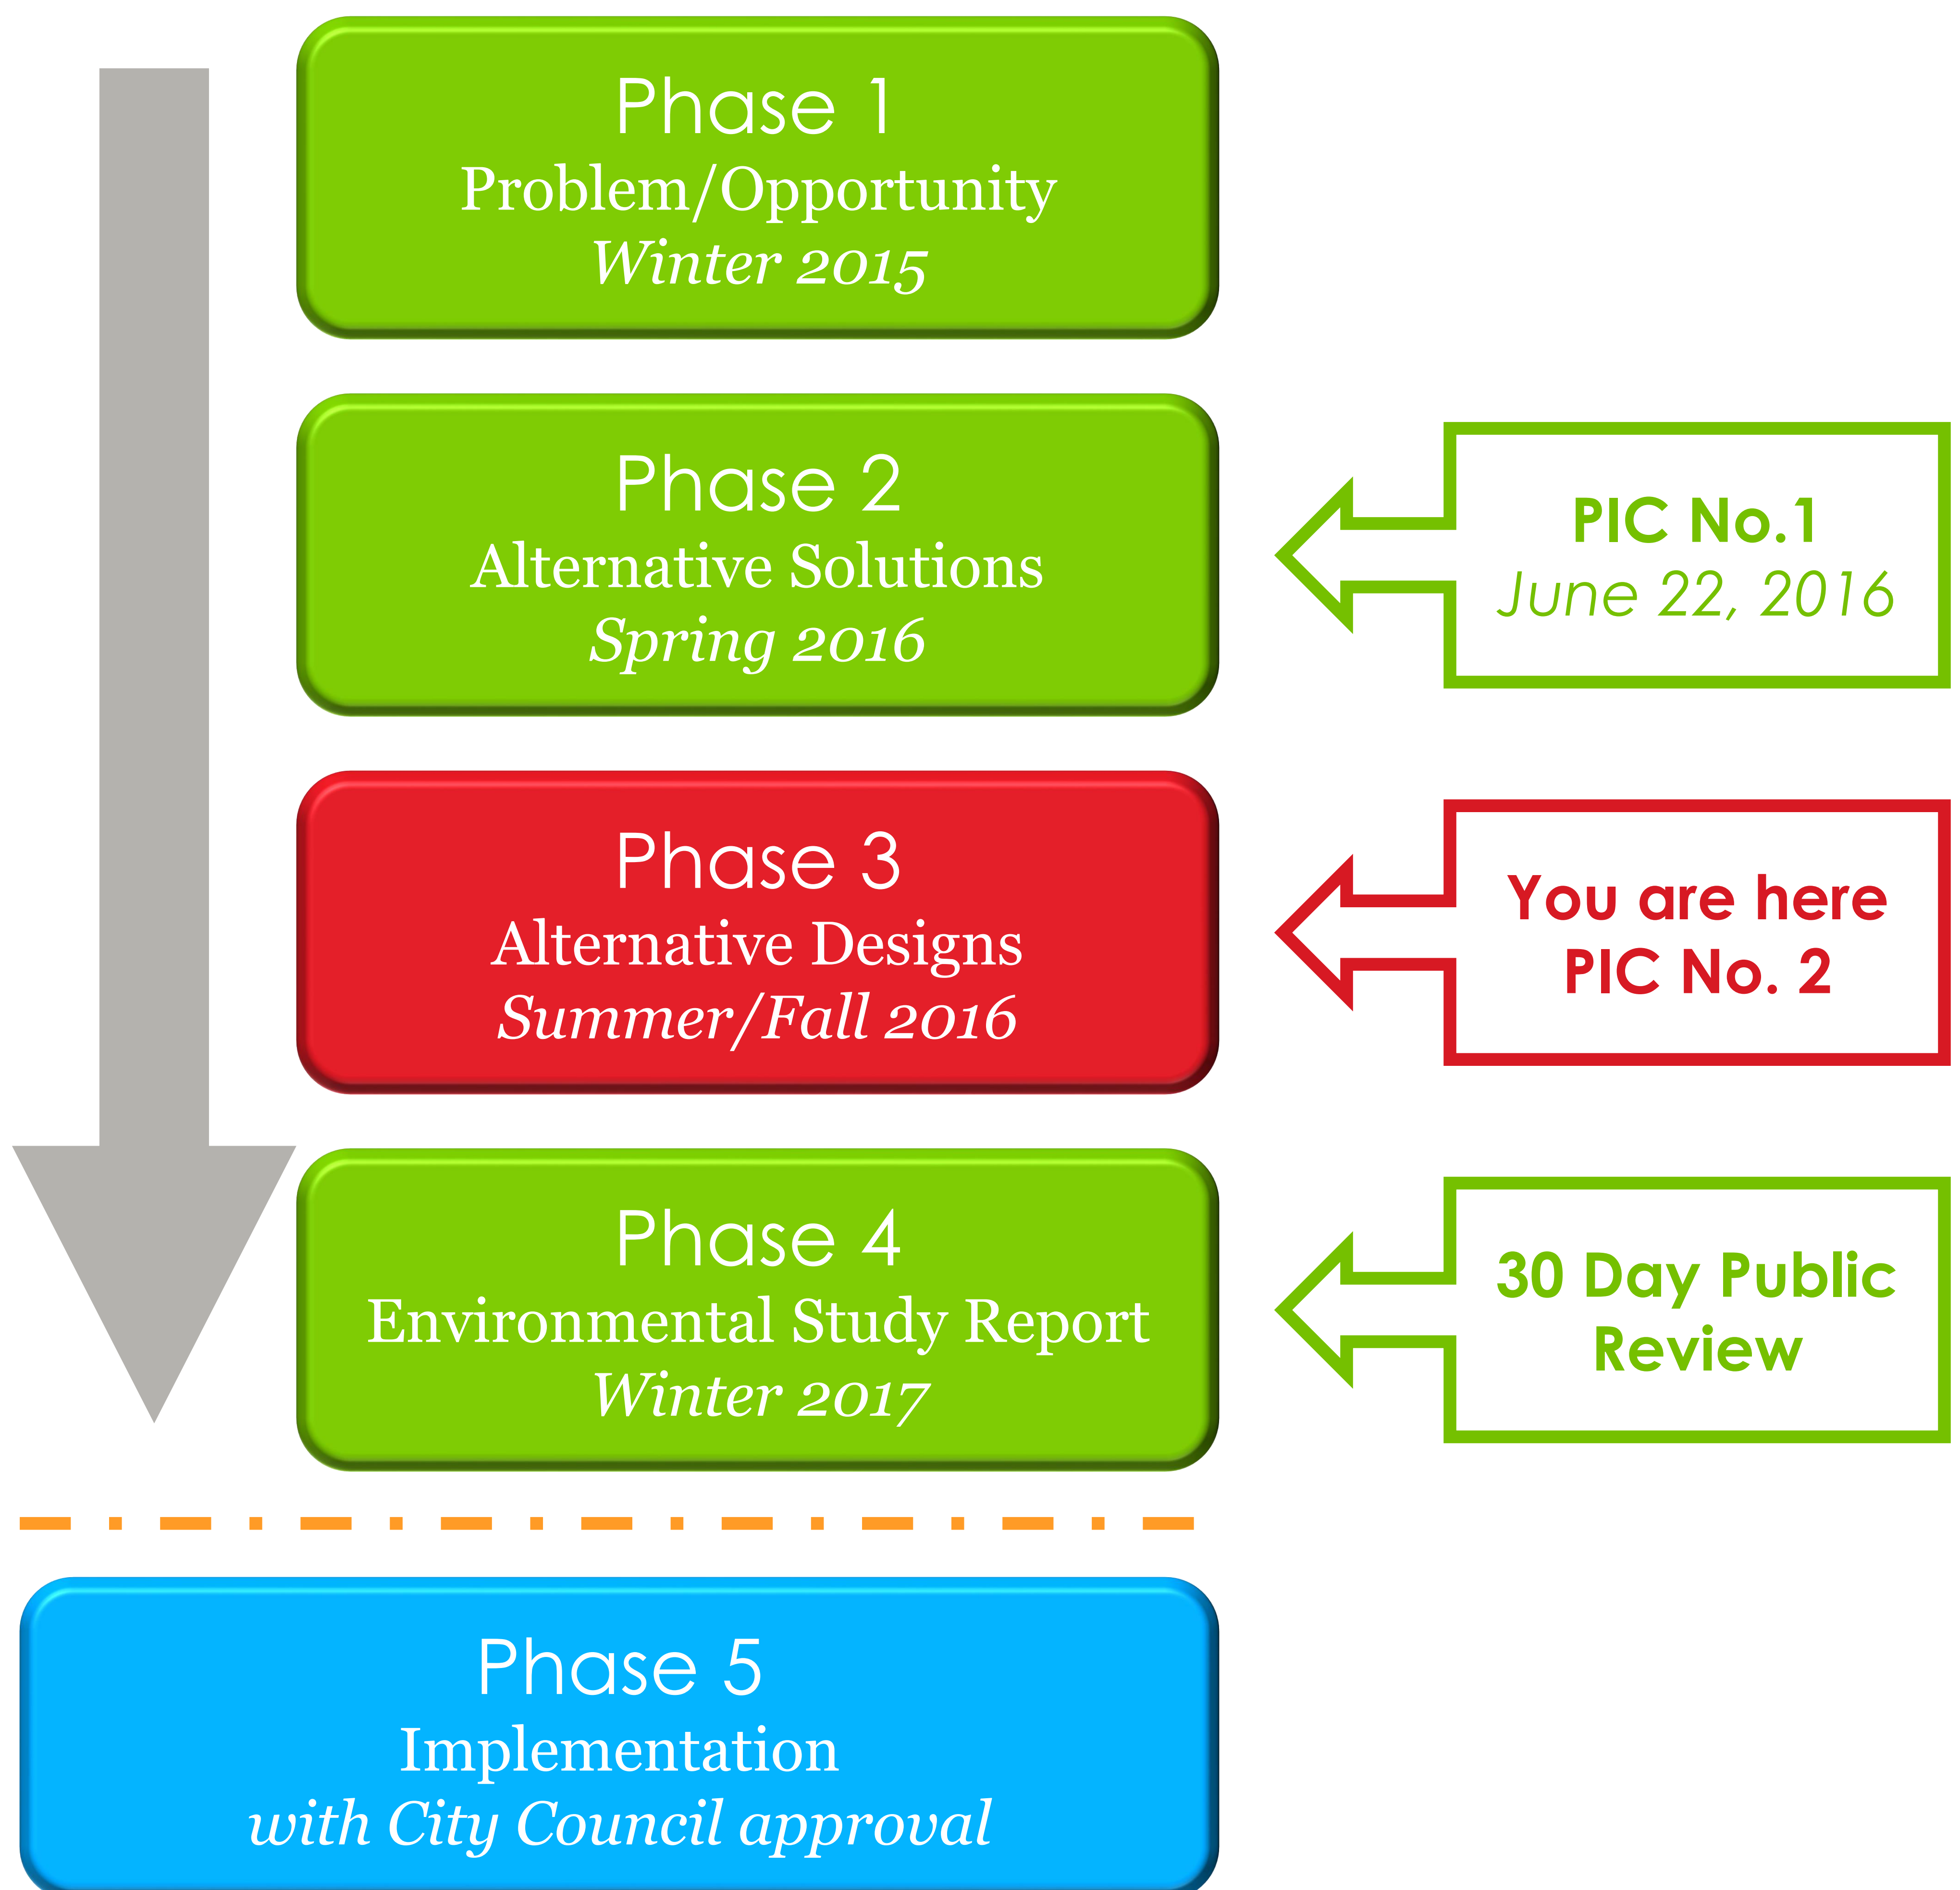 Phase 1
Problem/Opportunity
Winter 2015
Phase 2
Alternative Solutions
Spring 2016
PIC No.1
June 22, 2016
Phase 3
Alternative Designs
Summer/Fall 2016
You are here
PIC No. 2
Phase 4
Environmental Study Report
Winter 2017
30 Day Public
Review
Phase 5
Implementation
with City Council approval